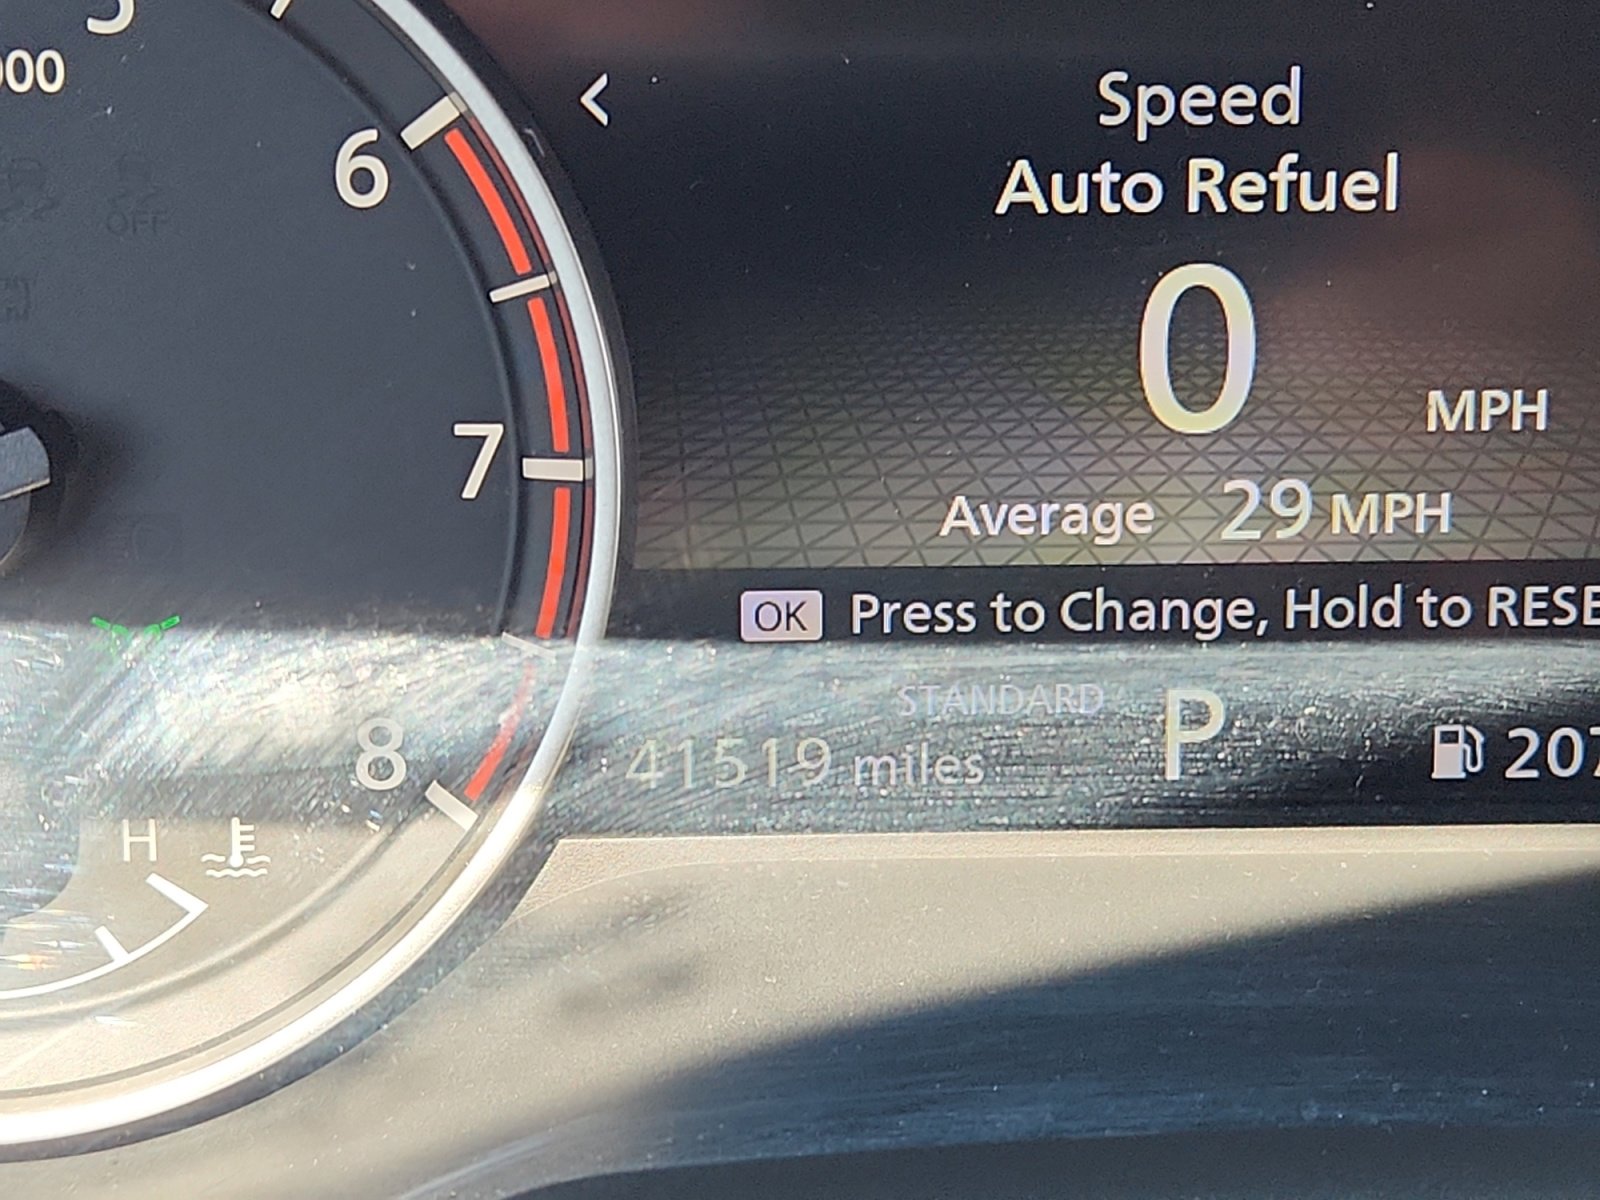 6
7
8
H
<
Speed
Auto Refuel
0 MPH
Average 29 MPH
OK Press to Change, Hold to RESE
STANDARD
41519 miles
P
207
OFF